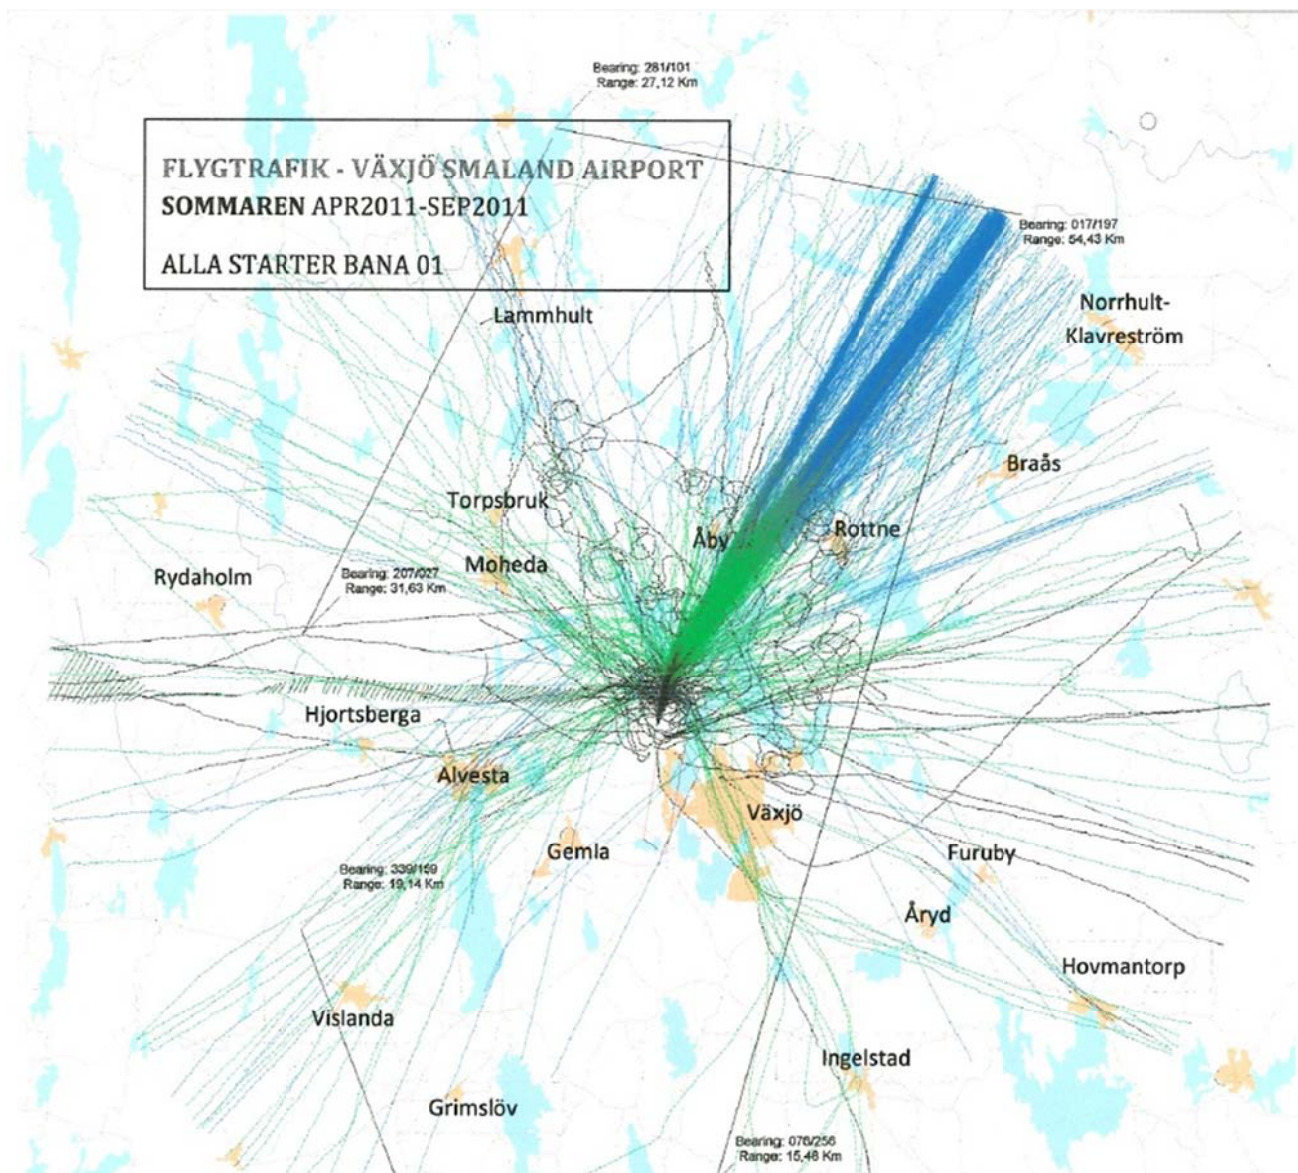 Bearing: 281/101
Range: 27,12 Km
FLYGTRAFIK - VÄXJÖ SMALAND AIRPORT
SOMMAREN APR2011-SEP2011
ALLA STARTER BANA 01
Bearing: 017/197
Range: 54,43 Km
Norrhult-
Klavreström
Lammhult
Braås
Torpsbruk
Åby
Rottne
Moheda
Rydaholm
Bearing: 207/027
Range: 31,63 Km
Hjortsberga
Alvesta
Växjö
Gemla
Furuby
Bearing: 339/159
Range: 19,14 Km
Åryd
Hovmantorp
Vislanda
Ingelstad
Grimslöv
Bearing: 076/256
Range: 15,48 Km